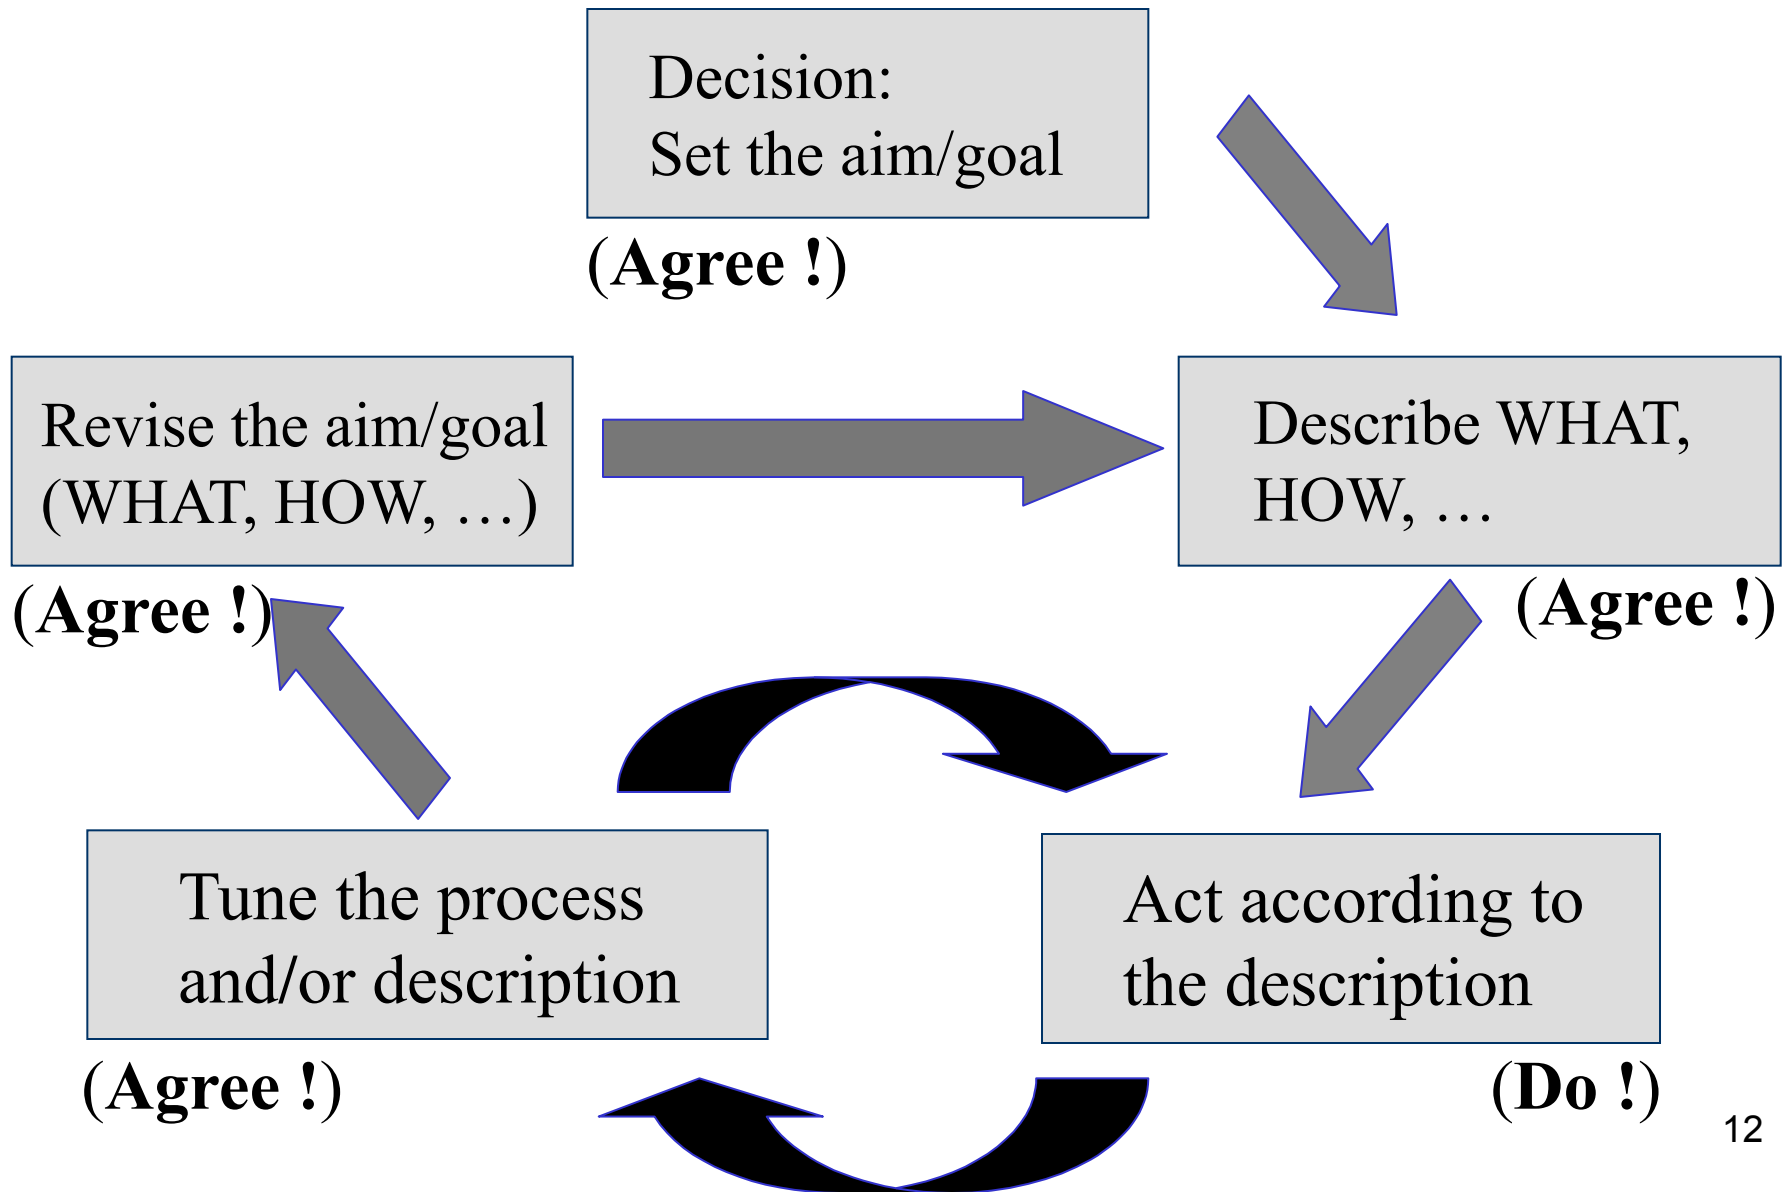 Decision:
Set the aim/goal
(Agree !)
Revise the aim/goal
(WHAT, HOW, …)
(Agree !)
Describe WHAT,
HOW, …
(Agree !)
Tune the process
and/or description
(Agree !)
Act according to
the description
(Do !)
12